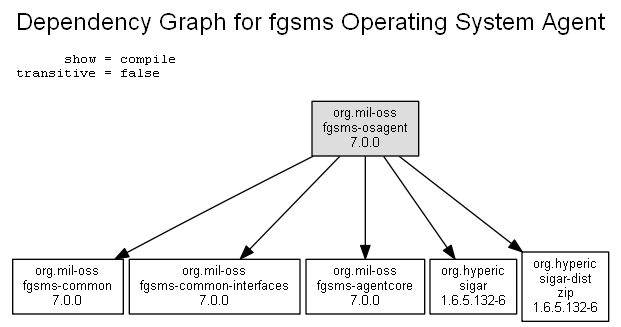 Dependency Graph for fgsms Operating System Agent
show = compile
transitive = false
org.mil-oss
fgsms-osagent
7.0.0
org.mil-oss
fgsms-common
7.0.0
org.mil-oss
fgsms-common-interfaces
7.0.0
org.mil-oss
fgsms-agentcore
7.0.0
org.hyperic
sigar
1.6.5.132-6
org.hyperic
sigar-dist
zip
1.6.5.132-6